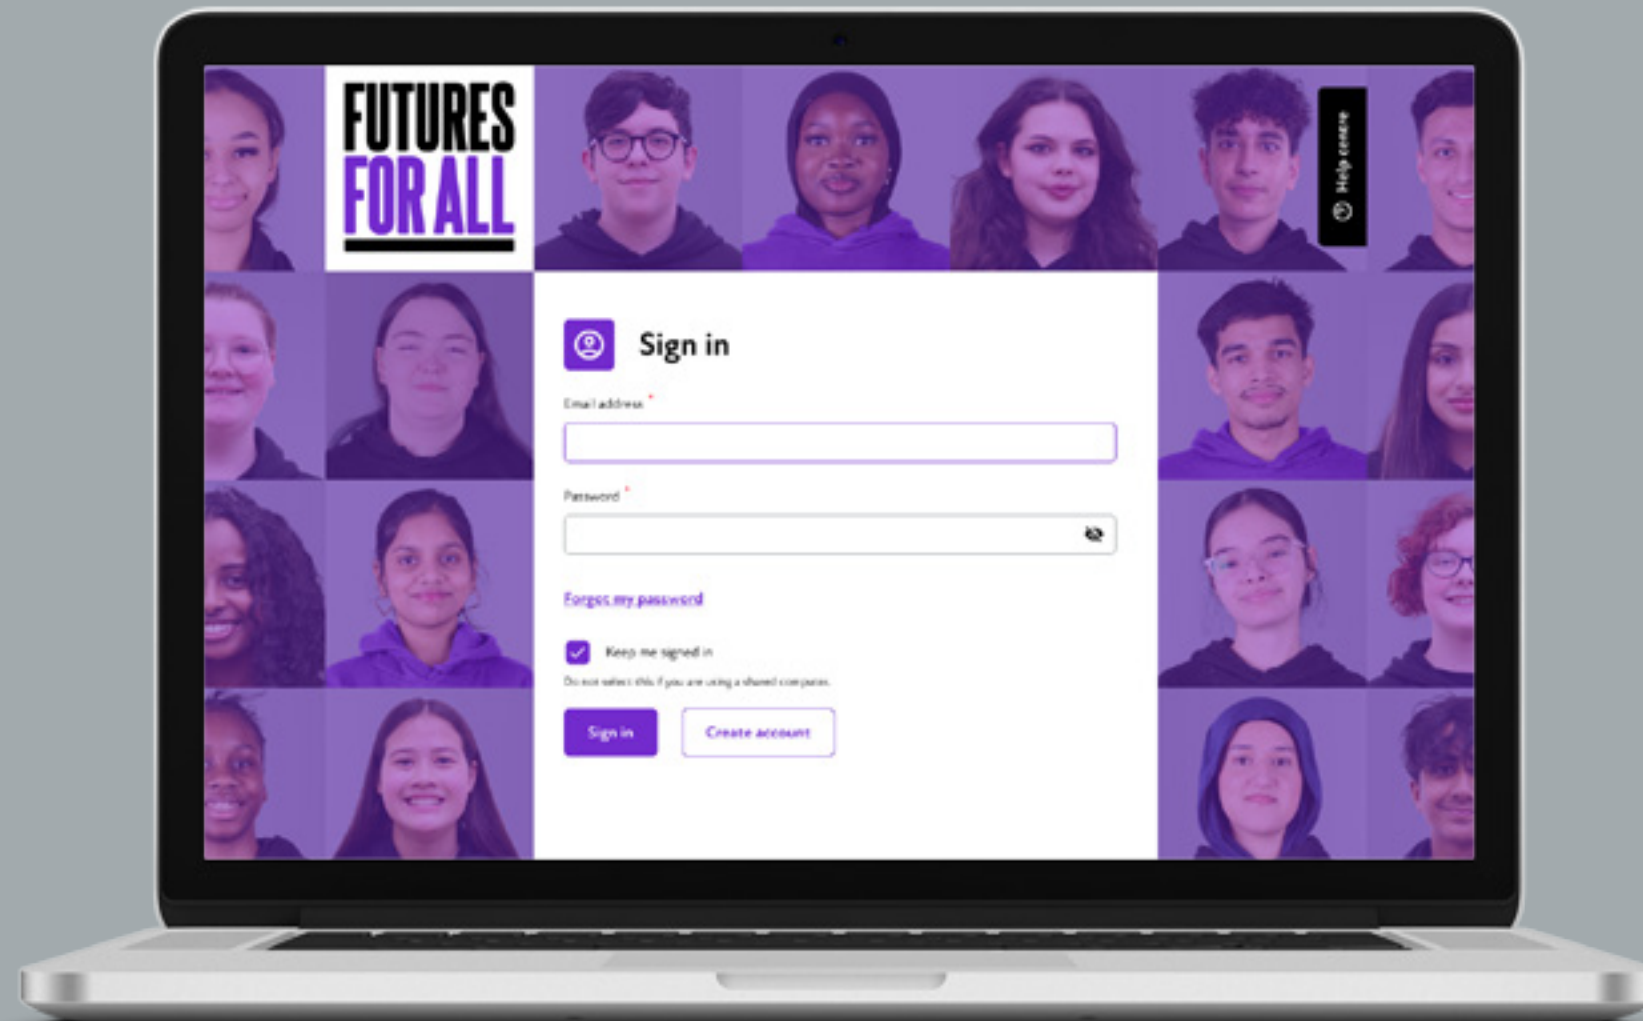 FUTURES
FOR ALL
Help centre
Sign in
Email address *
Password *
Forgot my password
Keep me signed in
Do not select this if you are using a shared computer.
Sign in
Create account